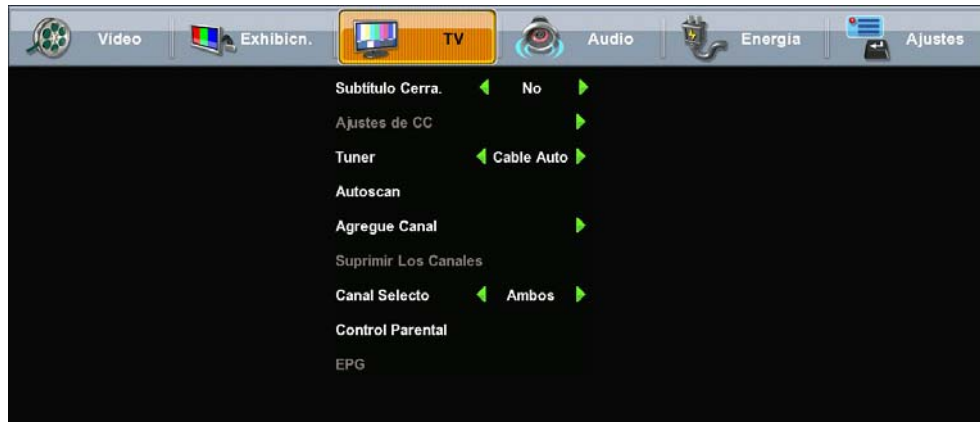 Video Exhibicn. TV Audio Energía Ajustes
Subtítulo Cerra. No
Ajustes de CC
Tuner Cable Auto
Autoscan
Agregue Canal
Suprimir Los Canales
Canal Selecto Ambos
Control Parental
EPG